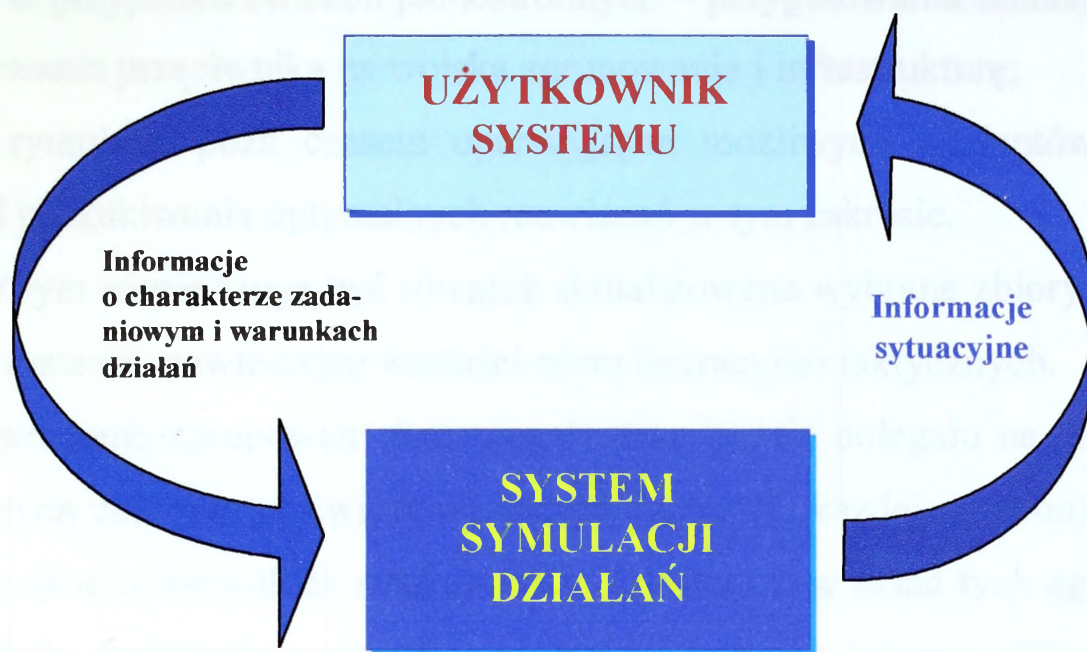 UŻYTKOWNIK
SYSTEMU
Informacje
o charakterze zada-
niowym i warunkach
działań
Informacje
sytuacyjne
SYSTEM
SYMULACJI
DZIAŁAŃ